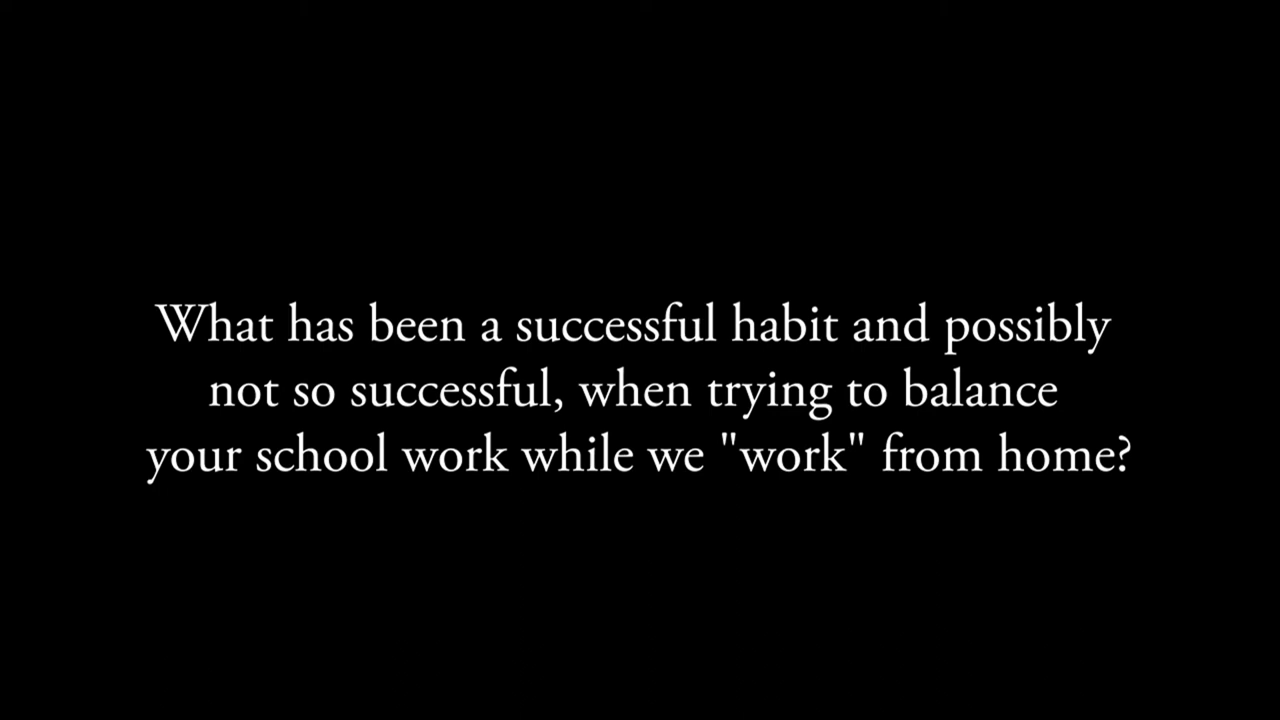 What has been a successful habit and possibly
not so successful, when trying to balance
your school work while we "work" from home?